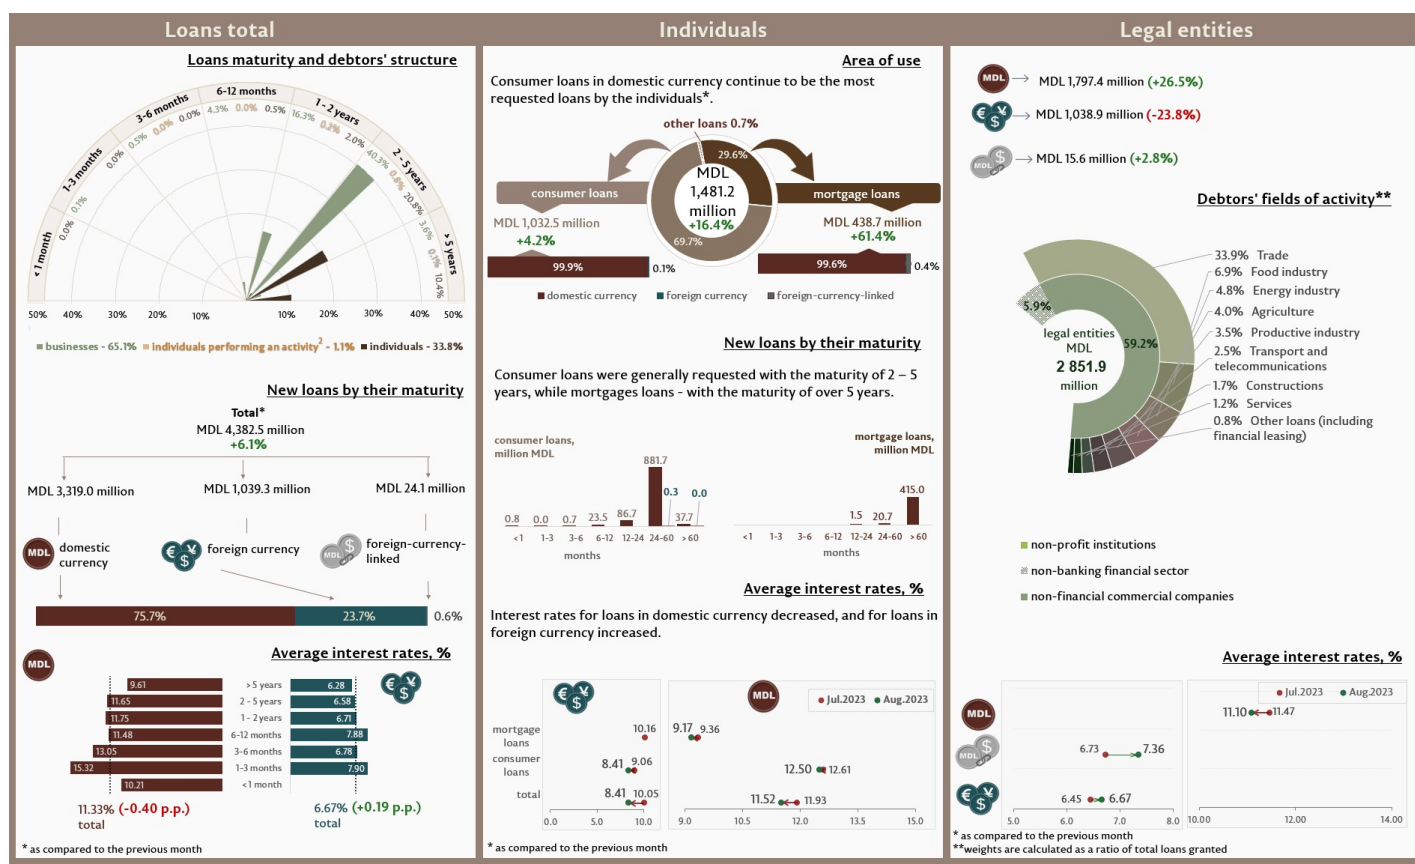 Loans total
Loans maturity and debtors' structure
< 1 month
1-3 months
3-6 months
6-12 months
1 - 2 years
2 - 5 years
> 5 years
0.0%
0.1%
0.0%
0.5%
0.0%
0.0%
4.3%
0.0%
0.5%
16.3%
0.2%
2.0%
40.3%
0.8%
20.8%
3.6%
0.1%
10.4%
50% 40% 30% 20% 10% 10% 20% 30% 40% 50%
businesses - 65.1% individuals performing an activity2 - 1.1% individuals - 33.8%
New loans by their maturity
Total*
MDL 4,382.5 million
+6.1%
MDL 3,319.0 million MDL 1,039.3 million MDL 24.1 million
MDL domestic currency
€ ¥ $ foreign currency
MDL $ foreign-currency-linked
75.7% 23.7% 0.6%
Average interest rates, %
MDL
€ ¥ $
9.61 > 5 years 6.28
11.65 2 - 5 years 6.58
11.75 1 - 2 years 6.71
11.48 6-12 months 7.88
13.05 3-6 months 6.78
15.32 1-3 months 7.90
10.21 <1 month
11.33% (-0.40 p.p.)
total
6.67% (+0.19 p.p.)
total
* as compared to the previous month
Individuals
Area of use
Consumer loans in domestic currency continue to be the most
requested loans by the individuals*.
other loans 0.7%
29.6%
69.7%
MDL
1,481.2
million
+16.4%
consumer loans
MDL 1,032.5 million
+4.2%
99.9% 0.1%
mortgage loans
MDL 438.7 million
+61.4%
99.6% 0.4%
domestic currency foreign currency foreign-currency-linked
New loans by their maturity
Consumer loans were generally requested with the maturity of 2 – 5
years, while mortgages loans - with the maturity of over 5 years.
consumer loans,
million MDL
0.8 0.0 0.7 23.5 86.7 881.7 0.3 37.7 0.0
<1 1-3 3-6 6-12 12-24 24-60 > 60
months
mortgage loans,
million MDL
1.5 20.7 415.0
<1 1-3 3-6 6-12 12-24 24-60 > 60
months
Average interest rates, %
Interest rates for loans in domestic currency decreased, and for loans in
foreign currency increased.
€ ¥ $
MDL
Jul.2023 Aug.2023
mortgage
loans
10.16 9.17 9.36
consumer
loans
8.41 9.06 12.50 12.61
total 8.41 10.05 11.52 11.93
0.0 5.0 10.0 9.0 10.5 12.0 13.5 15.0
* as compared to the previous month
Legal entities
MDL MDL 1,797.4 million (+26.5%)
€ ¥ $ MDL 1,038.9 million (-23.8%)
MDL $ MDL 15.6 million (+2.8%)
Debtors' fields of activity**
5.9%
59.2%
legal entities
MDL
2 851.9
million
33.9% Trade
6.9% Food industry
4.8% Energy industry
4.0% Agriculture
3.5% Productive industry
2.5% Transport and
telecommunications
1.7% Constructions
1.2% Services
0.8% Other loans (including
financial leasing)
non-profit institutions
non-banking financial sector
non-financial commercial companies
Average interest rates, %
Jul.2023 Aug.2023
MDL 11.10 11.47
MDL $ 6.73 7.36
€ ¥ $ 6.45 6.67
5.0 6.0 7.0 8.0 10.00 12.00 14.00
* as compared to the previous month
**weights are calculated as a ratio of total loans granted